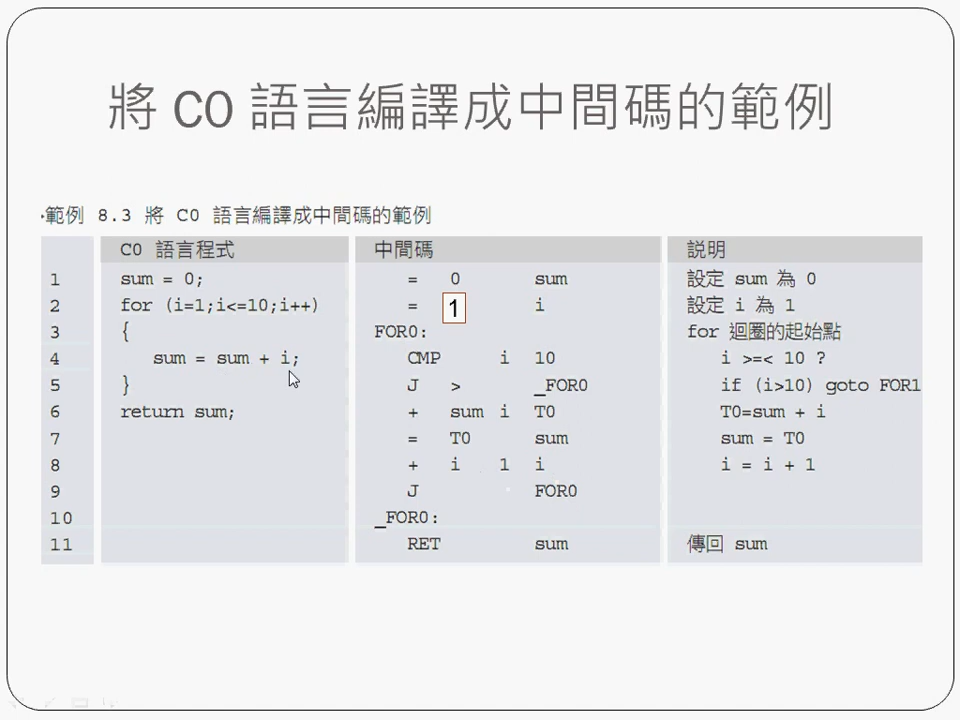 將 C0 語言編譯成中間碼的範例
·範例 8.3 將 C0 語言編譯成中間碼的範例
C0 語言程式 中間碼 說明
1 sum = 0; = 0 sum 設定 sum 為 0
2 for (i=1;i<=10;i++) = 1 i 設定 i 為 1
3 { FOR0: for 迴圈的起始點
4 sum = sum + i; CMP i 10 i >=< 10 ?
5 } J > _FOR0 if (i>10) goto FOR1
6 return sum; + sum i T0 T0=sum + i
7 = T0 sum sum = T0
8 + i 1 i i = i + 1
9 J FOR0
10 _FOR0:
11 RET sum 傳回 sum